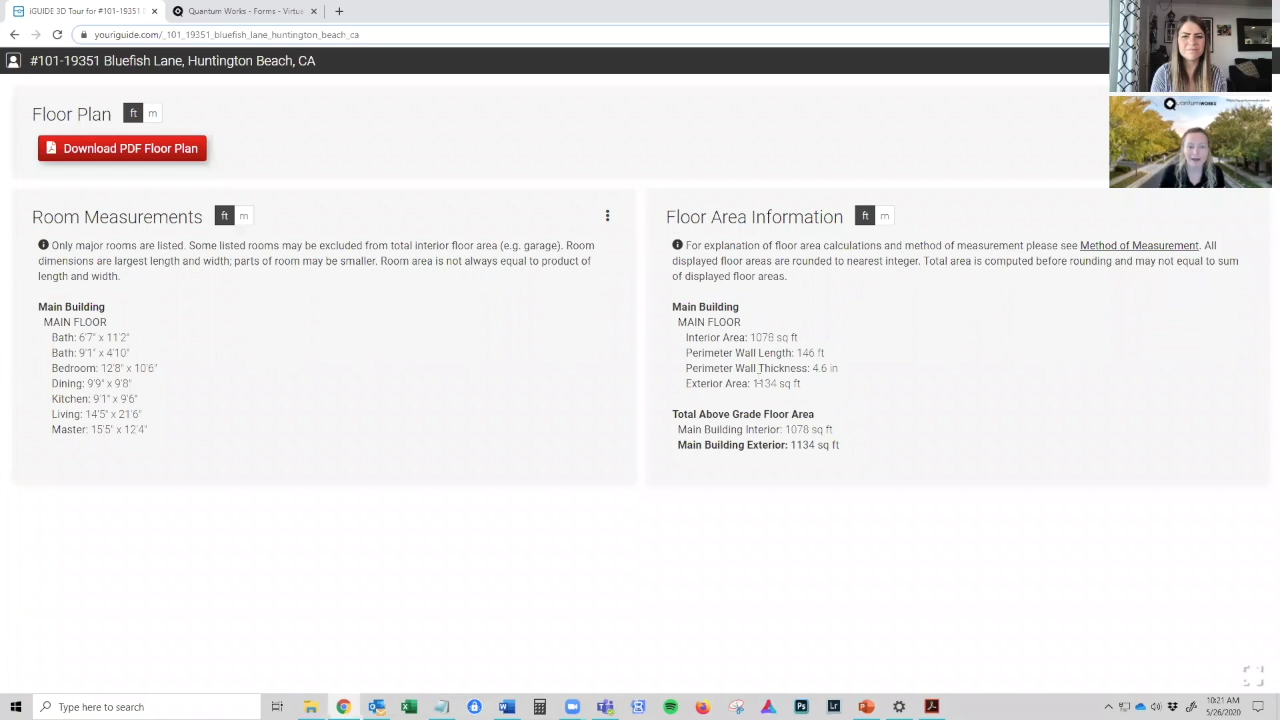 iGUIDE 3D Tour for #101-19351
Quantum Works - Forms - Virtu
youriguide.com/_101_19351_bluefish_lane_huntington_beach_ca
#101-19351 Bluefish Lane, Huntington Beach, CA
QuantumWORKS
Floor Plan ft m
Download PDF Floor Plan
Room Measurements ft m
Only major rooms are listed. Some listed rooms may be excluded from total interior floor area (e.g. garage). Room
dimensions are largest length and width; parts of room may be smaller. Room area is not always equal to product of
length and width.
Main Building
MAIN FLOOR
Bath: 6'7" x 11'2"
Bath: 9'1" x 4'10"
Bedroom: 12'8" x 10'6"
Dining: 9'9" x 9'8"
Kitchen: 9'1" x 9'6"
Living: 14'5" x 21'6"
Master: 15'5" x 12'4"
Floor Area Information ft m
For explanation of floor area calculations and method of measurement please see Method of Measurement. All
displayed floor areas are rounded to nearest integer. Total area is computed before rounding and may not equal to sum
of displayed floor areas.
Main Building
MAIN FLOOR
Interior Area: 1078 sq ft
Perimeter Wall Length: 146 ft
Perimeter Wall Thickness: 4.6 in
Exterior Area: 1134 sq ft
Total Above Grade Floor Area
Main Building Interior: 1078 sq ft
Main Building Exterior: 1134 sq ft
Type here to search
10:21 AM
5/26/2020